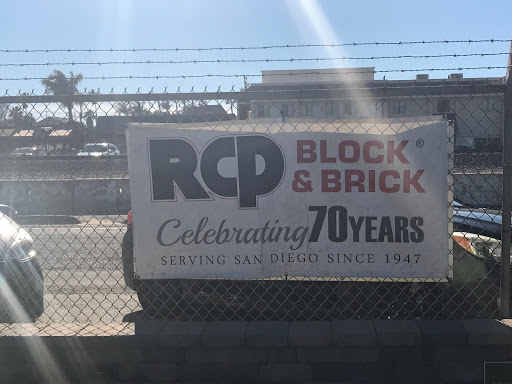 RCP BLOCK ®
& BRICK
Celebrating 70 YEARS
SERVING SAN DIEGO SINCE 1947